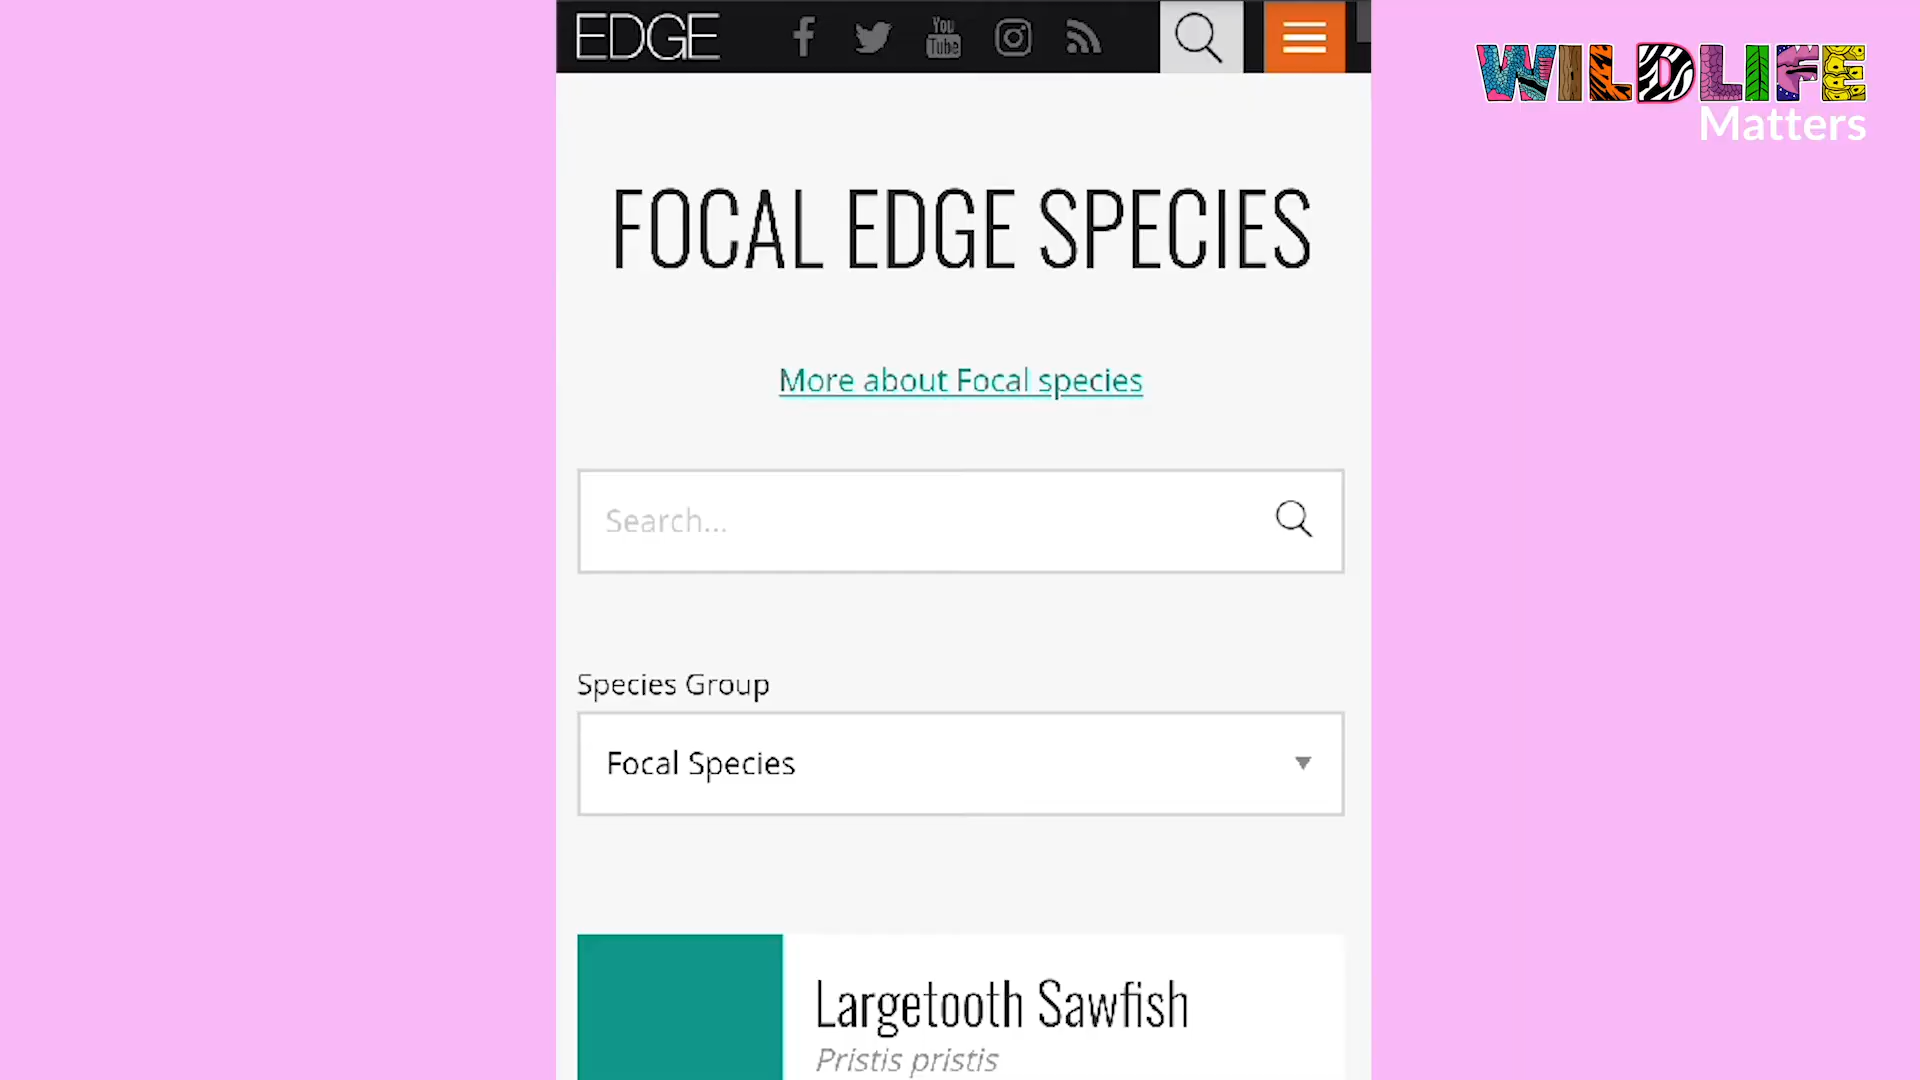 EDGE
You
Tube
WILDLIFE
Matters
FOCAL EDGE SPECIES
More about Focal species
Search...
Species Group
Focal Species
Largetooth Sawfish
Pristis pristis